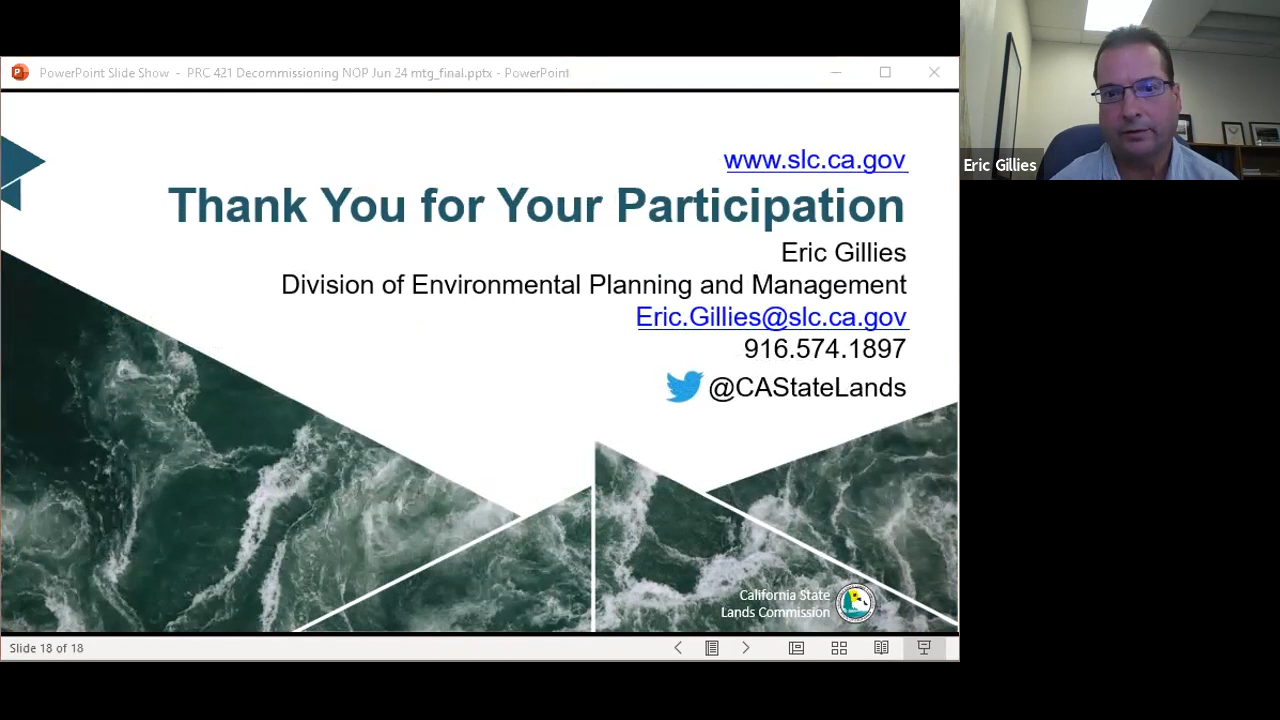 PowerPoint Slide Show - PRC 421 Decommissioning NOP Jun 24 mtg_final.pptx - PowerPoint
www.slc.ca.gov
Thank You for Your Participation
Eric Gillies
Division of Environmental Planning and Management
Eric.Gillies@slc.ca.gov
916.574.1897
@CAStateLands
California State
Lands Commission
Slide 18 of 18
Eric Gillies